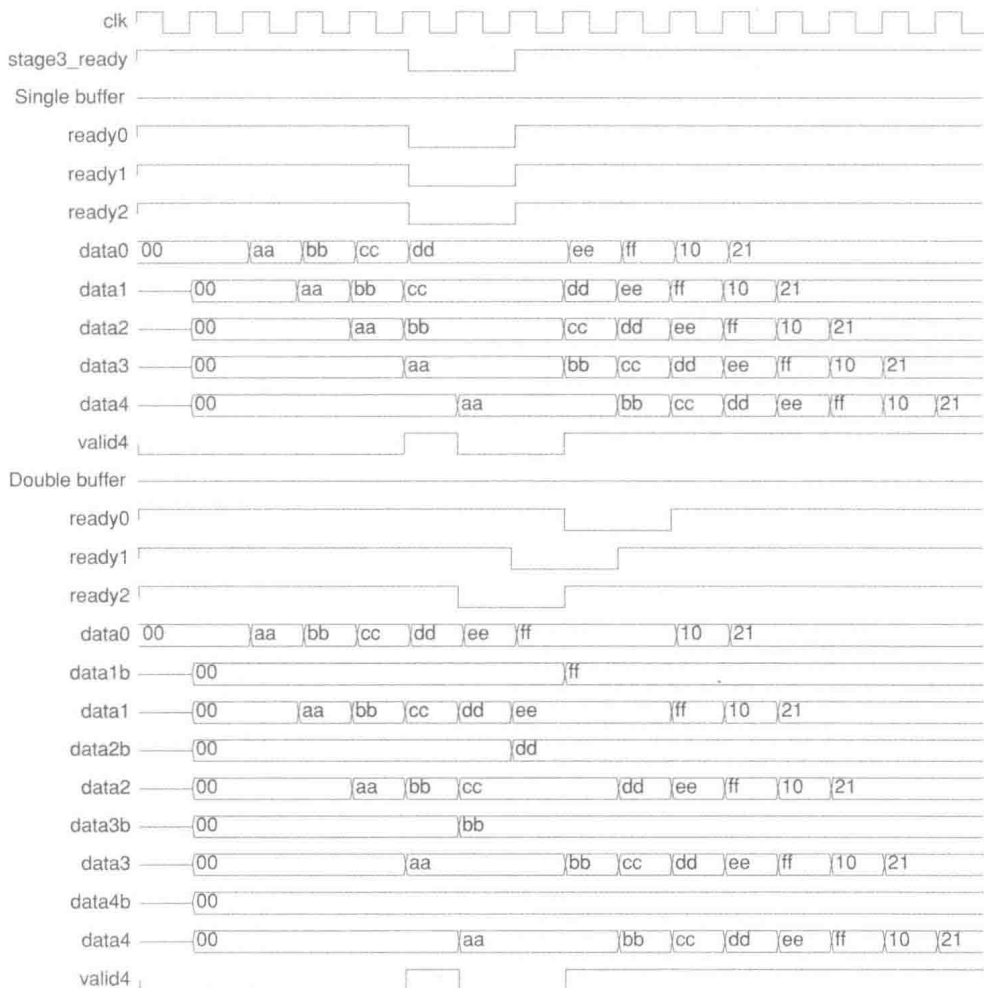 clk
stage3_ready
Single buffer
ready0
ready1
ready2
data0 00 aa bb cc dd ee ff 10 21
data1 00 aa bb cc dd ee ff 10 21
data2 00 aa bb cc dd ee ff 10 21
data3 00 aa bb cc dd ee ff 10 21
data4 00 aa bb cc dd ee ff 10 21
valid4
Double buffer
ready0
ready1
ready2
data0 00 aa bb cc dd ee ff 10 21
data1b 00 ff
data1 00 aa bb cc dd ee ff 10 21
data2b 00 dd
data2 00 aa bb cc dd ee ff 10 21
data3b 00 bb
data3 00 aa bb cc dd ee ff 10 21
data4b 00
data4 00 aa bb cc dd ee ff 10 21
valid4